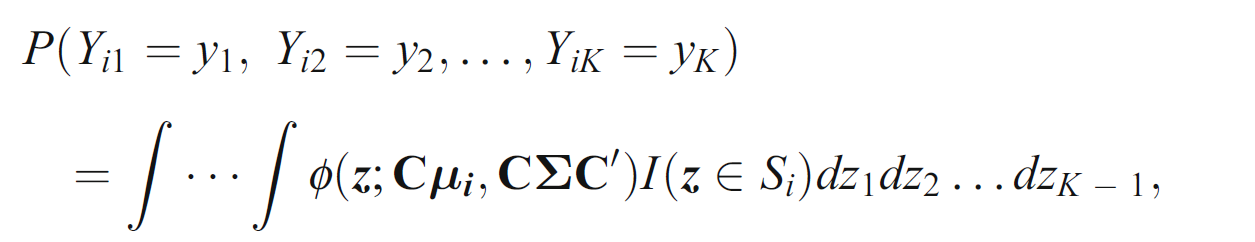 P(Y_{i1} = y_1, Y_{i2} = y_2, . . . , Y_{iK} = y_K)
= ∫ · · · ∫ ϕ(z; Cμ_i, CΣC′)I(z ∈ S_i)dz_1dz_2 . . . dz_{K − 1},